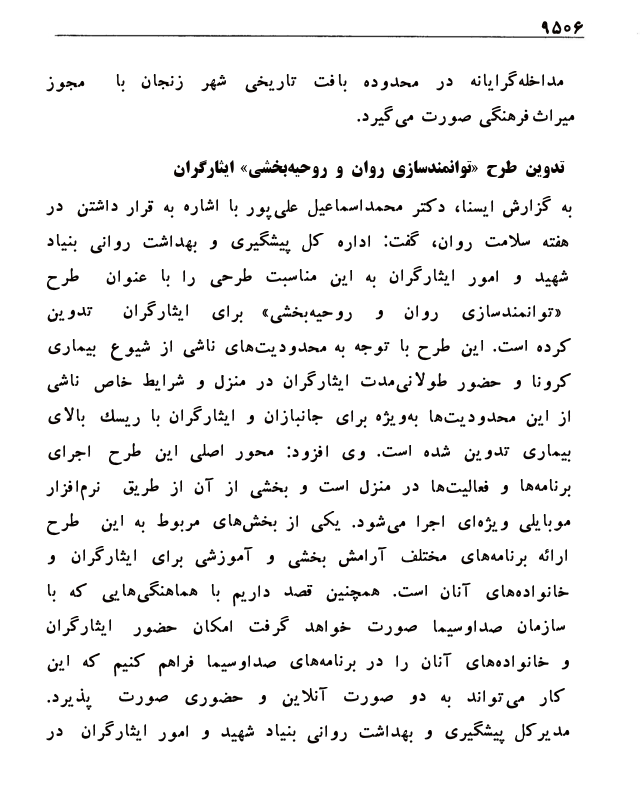 ۹۵۰۶
مداخله‌گرایانه در محدوده بافت تاریخی شهر زنجان با مجوز
میراث فرهنگی صورت می‌گیرد.
تدوین طرح «توانمندسازی روان و روحیه‌بخشی» ایثارگران
به گزارش ایسنا، دکتر محمداسماعیل علی‌پور با اشاره به قرار داشتن در
هفته سلامت روان، گفت: اداره کل پیشگیری و بهداشت روانی بنیاد
شهید و امور ایثارگران به این مناسبت طرحی را با عنوان طرح
«توانمندسازی روان و روحیه‌بخشی» برای ایثارگران تدوین
کرده است. این طرح با توجه به محدودیت‌های ناشی از شیوع بیماری
کرونا و حضور طولانی‌مدت ایثارگران در منزل و شرایط خاص ناشی
از این محدودیت‌ها به‌ویژه برای جانبازان و ایثارگران با ریسك بالای
بیماری تدوین شده است. وی افزود: محور اصلی این طرح اجرای
برنامه‌ها و فعالیت‌ها در منزل است و بخشی از آن از طریق نرم‌افزار
موبایلی ویژه‌ای اجرا می‌شود. یکی از بخش‌های مربوط به این طرح
ارائه برنامه‌های مختلف آرامش بخشی و آموزشی برای ایثارگران و
خانواده‌های آنان است. همچنین قصد داریم با هماهنگی‌هایی که با
سازمان صداوسیما صورت خواهد گرفت امکان حضور ایثارگران
و خانواده‌های آنان را در برنامه‌های صداوسیما فراهم کنیم که این
کار می‌تواند به دو صورت آنلاین و حضوری صورت پذیرد.
مدیرکل پیشگیری و بهداشت روانی بنیاد شهید و امور ایثارگران در